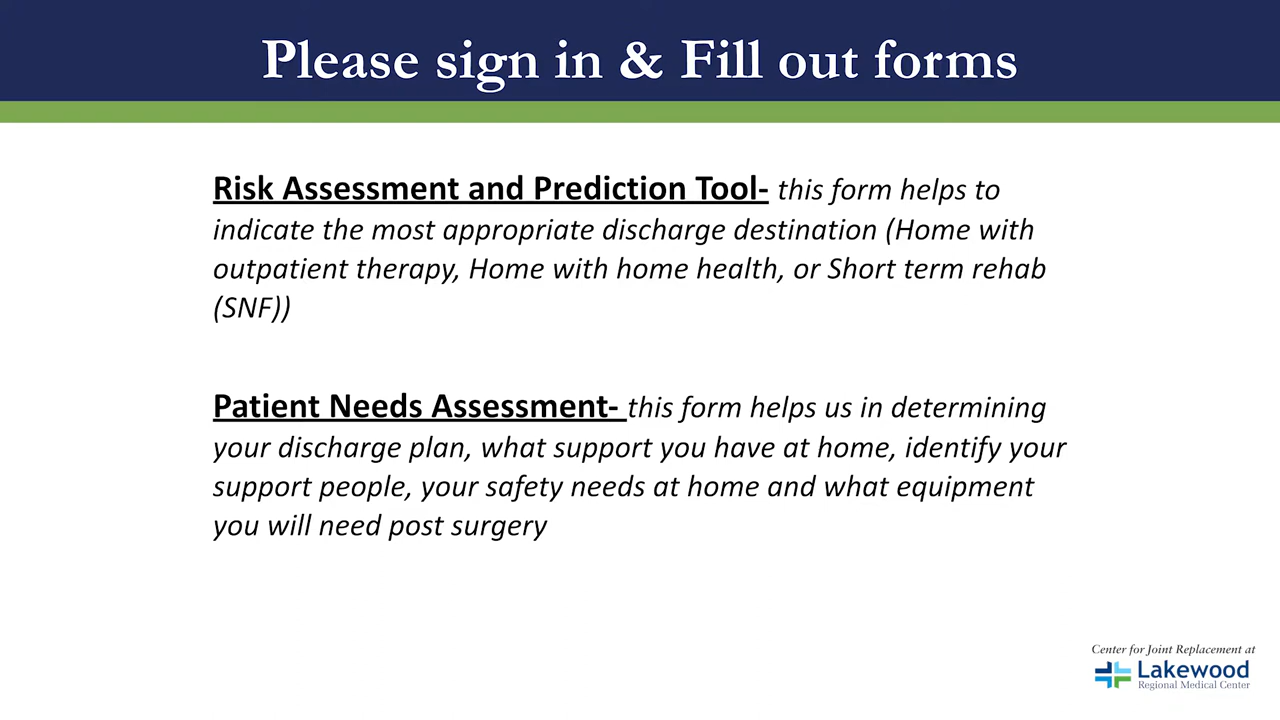 Please sign in & Fill out forms
Risk Assessment and Prediction Tool- this form helps to
indicate the most appropriate discharge destination (Home with
outpatient therapy, Home with home health, or Short term rehab
(SNF))
Patient Needs Assessment- this form helps us in determining
your discharge plan, what support you have at home, identify your
support people, your safety needs at home and what equipment
you will need post surgery
Center for Joint Replacement at
Lakewood
Regional Medical Center